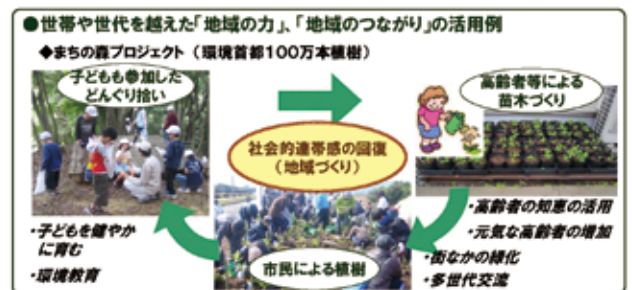 ●世帯や世代を越えた「地域の力」、「地域のつながり」の活用例
◆まちの森プロジェクト（環境首都100万本植樹）
子どもも参加した
どんぐり拾い
高齢者等による
苗木づくり
社会的連帯感の回復
（地域づくり）
・高齢者の知恵の活用
・元気な高齢者の増加
・街なかの緑化
・多世代交流
・子どもを健やか
に育む
・環境教育
市民による植樹